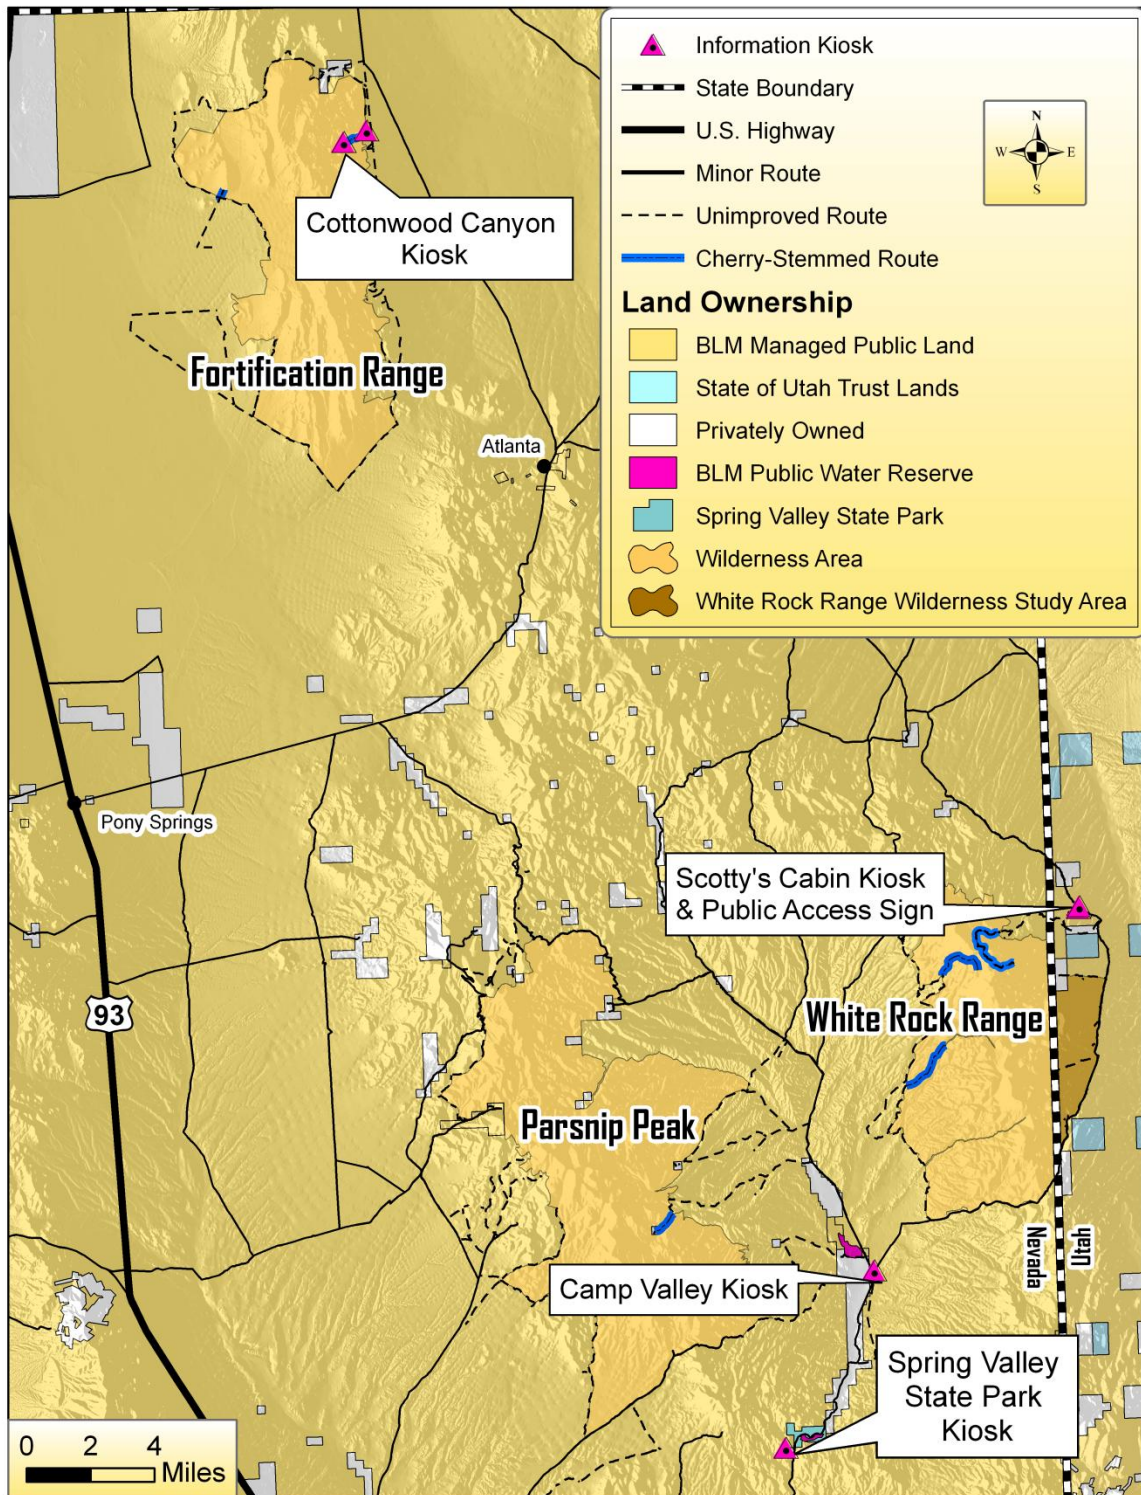 Information Kiosk
State Boundary
U.S. Highway
Minor Route
Unimproved Route
Cherry-Stemmed Route
Land Ownership
BLM Managed Public Land
State of Utah Trust Lands
Privately Owned
BLM Public Water Reserve
Spring Valley State Park
Wilderness Area
White Rock Range Wilderness Study Area
N
W
E
S
Cottonwood Canyon
Kiosk
Fortification Range
Atlanta
Pony Springs
Scotty's Cabin Kiosk
& Public Access Sign
93
White Rock Range
Parsnip Peak
Nevada
Utah
Camp Valley Kiosk
Spring Valley
State Park
Kiosk
0 2 4
Miles